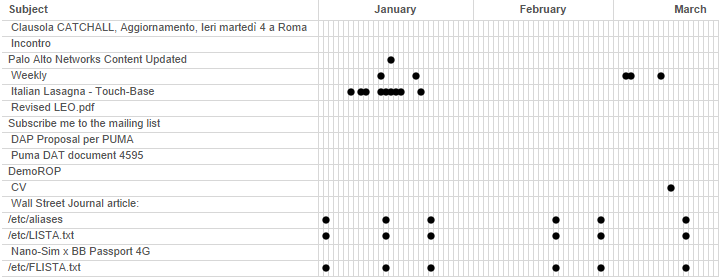 Subject January February March
Clausola CATCHALL, Aggiornamento, Ieri martedì 4 a Roma
Incontro
Palo Alto Networks Content Updated
Weekly
Italian Lasagna - Touch-Base
Revised LEO.pdf
Subscribe me to the mailing list
DAP Proposal per PUMA
Puma DAT document 4595
DemoROP
CV
Wall Street Journal article:
/etc/aliases
/etc/LISTA.txt
Nano-Sim x BB Passport 4G
/etc/FLISTA.txt